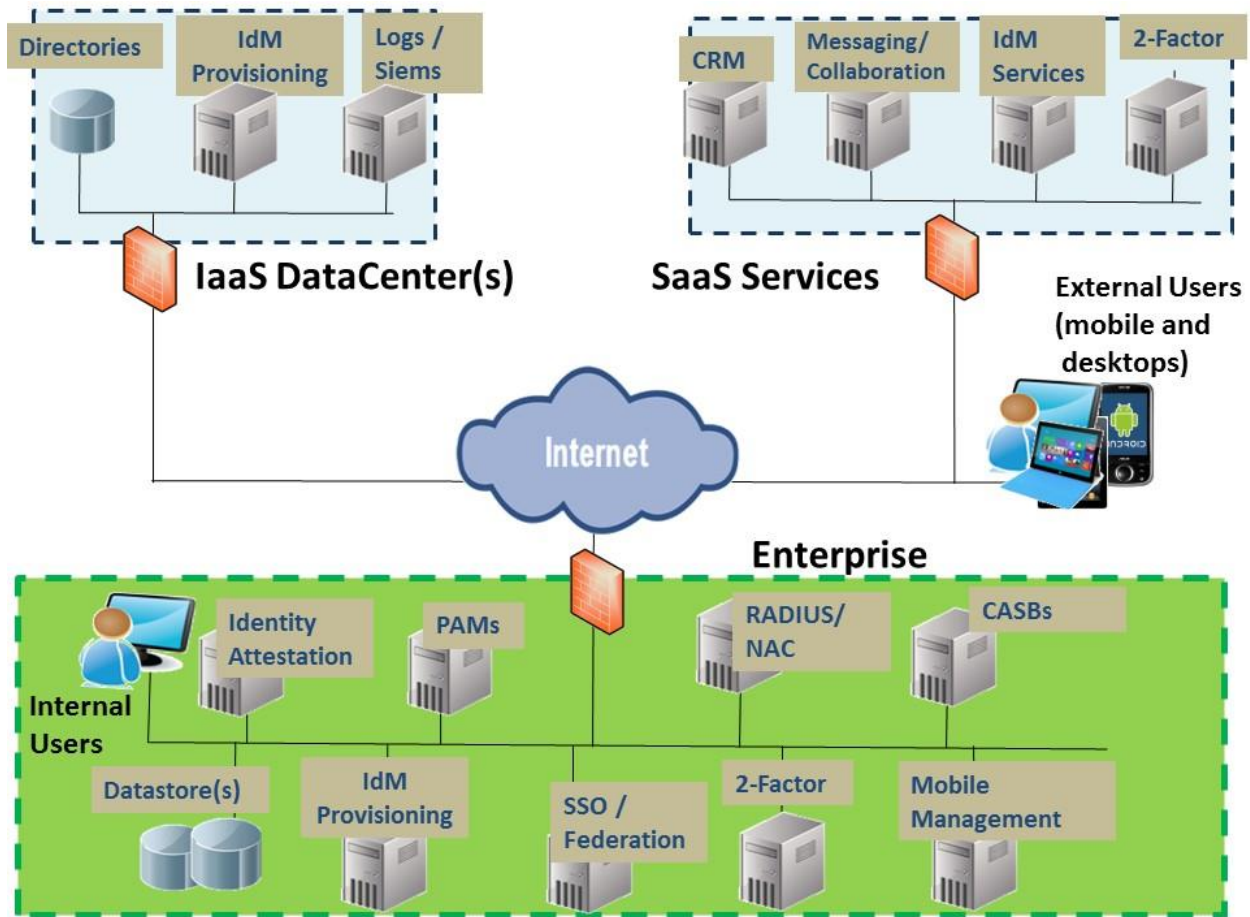 Directories
IdM
Provisioning
Logs /
Siems
CRM
Messaging/
Collaboration
IdM
Services
2-Factor
IaaS DataCenter(s)
SaaS Services
External Users
(mobile and
desktops)
Internet
Enterprise
Internal
Users
Identity
Attestation
PAMs
RADIUS/
NAC
CASBs
Datastore(s)
IdM
Provisioning
SSO /
Federation
2-Factor
Mobile
Management